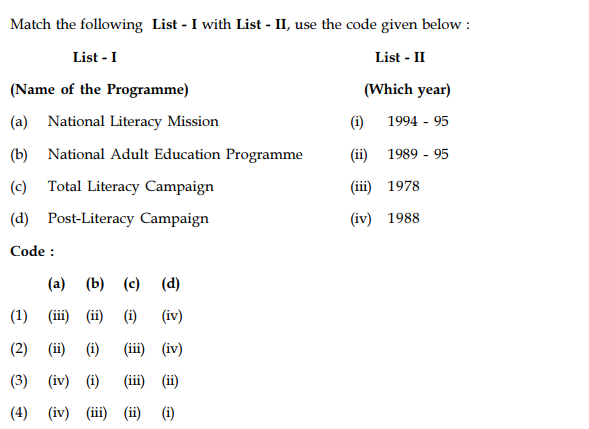 Match the following List - I with List - II, use the code given below :
List - I List - II
(Name of the Programme) (Which year)
(a) National Literacy Mission (i) 1994 - 95
(b) National Adult Education Programme (ii) 1989 - 95
(c) Total Literacy Campaign (iii) 1978
(d) Post-Literacy Campaign (iv) 1988
Code :
(a) (b) (c) (d)
(1) (iii) (ii) (i) (iv)
(2) (ii) (i) (iii) (iv)
(3) (iv) (i) (iii) (ii)
(4) (iv) (iii) (ii) (i)